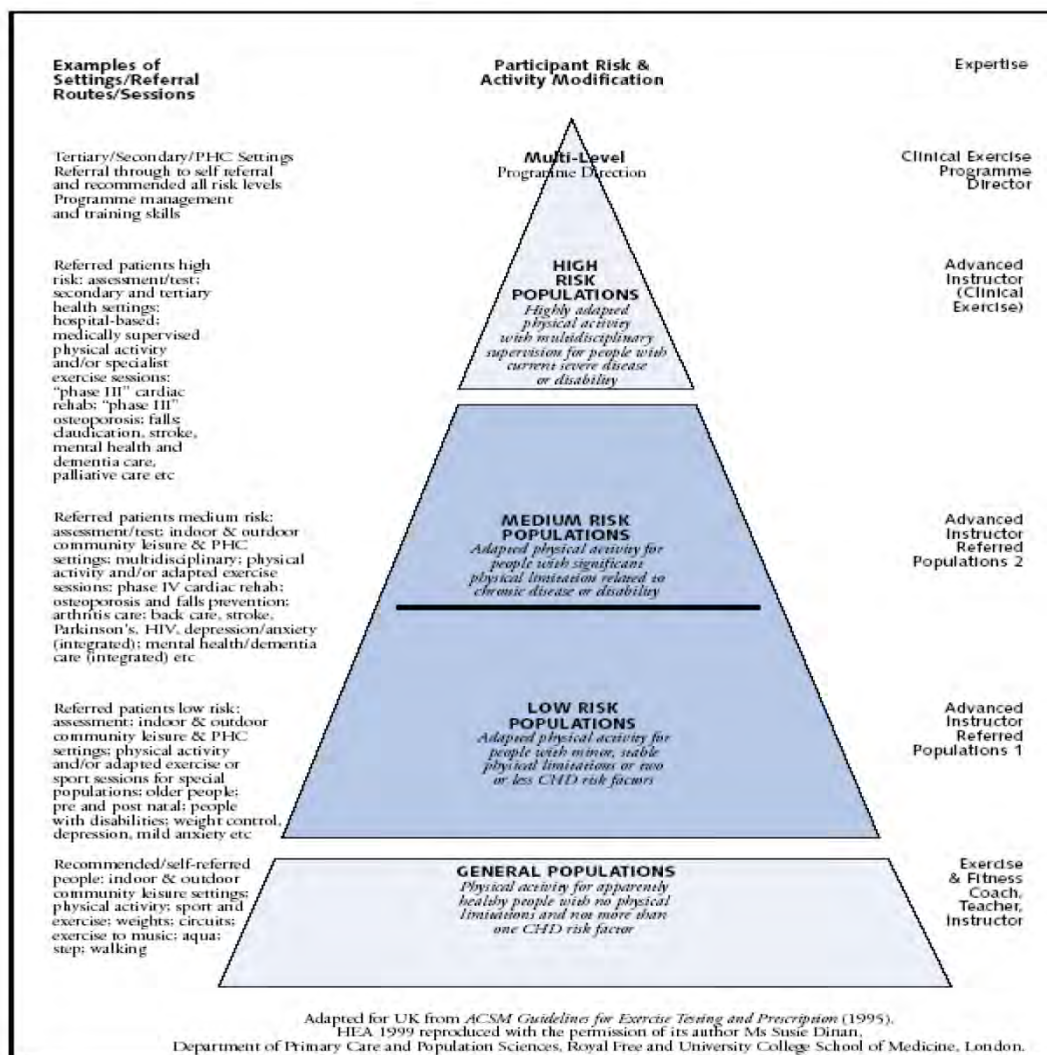 Examples of
Settings/Referral
Routes/Sessions
Participant Risk &
Activity Modification
Expertise
Tertiary/Secondary/PHC Settings
Referral through to self referral
and recommended all risk levels
Programme management
and training skills
Multi-Level
Programme Direction
Clinical Exercise
Programme
Director
Referred patients high
risk: assessment/test;
secondary and tertiary
health settings;
hospital-based;
medically supervised
physical activity
and/or specialist
exercise sessions:
"phase III" cardiac
rehab; "phase III"
osteoporosis; falls;
claudication, stroke,
mental health and
dementia care,
palliative care etc
HIGH
RISK
POPULATIONS
Highly adapted
physical activity
with multidisciplinary
supervision for people with
current severe disease
or disability
Advanced
Instructor
(Clinical
Exercise)
Referred patients medium risk:
assessment/test; indoor & outdoor
community leisure & PHC
settings; multidisciplinary; physical
activity and/or adapted exercise
sessions: phase IV cardiac rehab;
osteoporosis and falls prevention;
arthritis care; back care, stroke,
Parkinson's, HIV, depression/anxiety
(integrated); mental health/dementia
care (integrated) etc
MEDIUM RISK
POPULATIONS
Adapted physical activity for
people with significant
physical limitation related to
chronic disease or disability
Advanced
Instructor
Referred
Populations 2
Referred patients low risk:
assessment; indoor & outdoor
community leisure & PHC
settings; physical activity
and/or adapted exercise or
sport sessions for special
populations: older people;
pre and post natal; people
with disabilities; weight control,
depression, mild anxiety etc
LOW RISK
POPULATIONS
Adapted physical activity for
people with minor, stable
physical limitations or two
or less CHD risk factors
Advanced
Instructor
Referred
Populations 1
Recommended/self-referred
people: indoor & outdoor
community leisure settings;
physical activity; sport and
exercise; weights; circuits;
exercise to music; aqua;
step; walking
GENERAL POPULATIONS
Physical activity for apparently
healthy people with no physical
limitations and not more than
one CHD risk factor
Exercise
& Fitness
Coach,
Teacher,
Instructor
Adapted for UK from ACSM Guidelines for Exercise Testing and Prescription (1995).
HEA 1999 reproduced with the permission of its author Ms Susie Dinan,
Department of Primary Care and Population Sciences, Royal Free and University College School of Medicine, London.